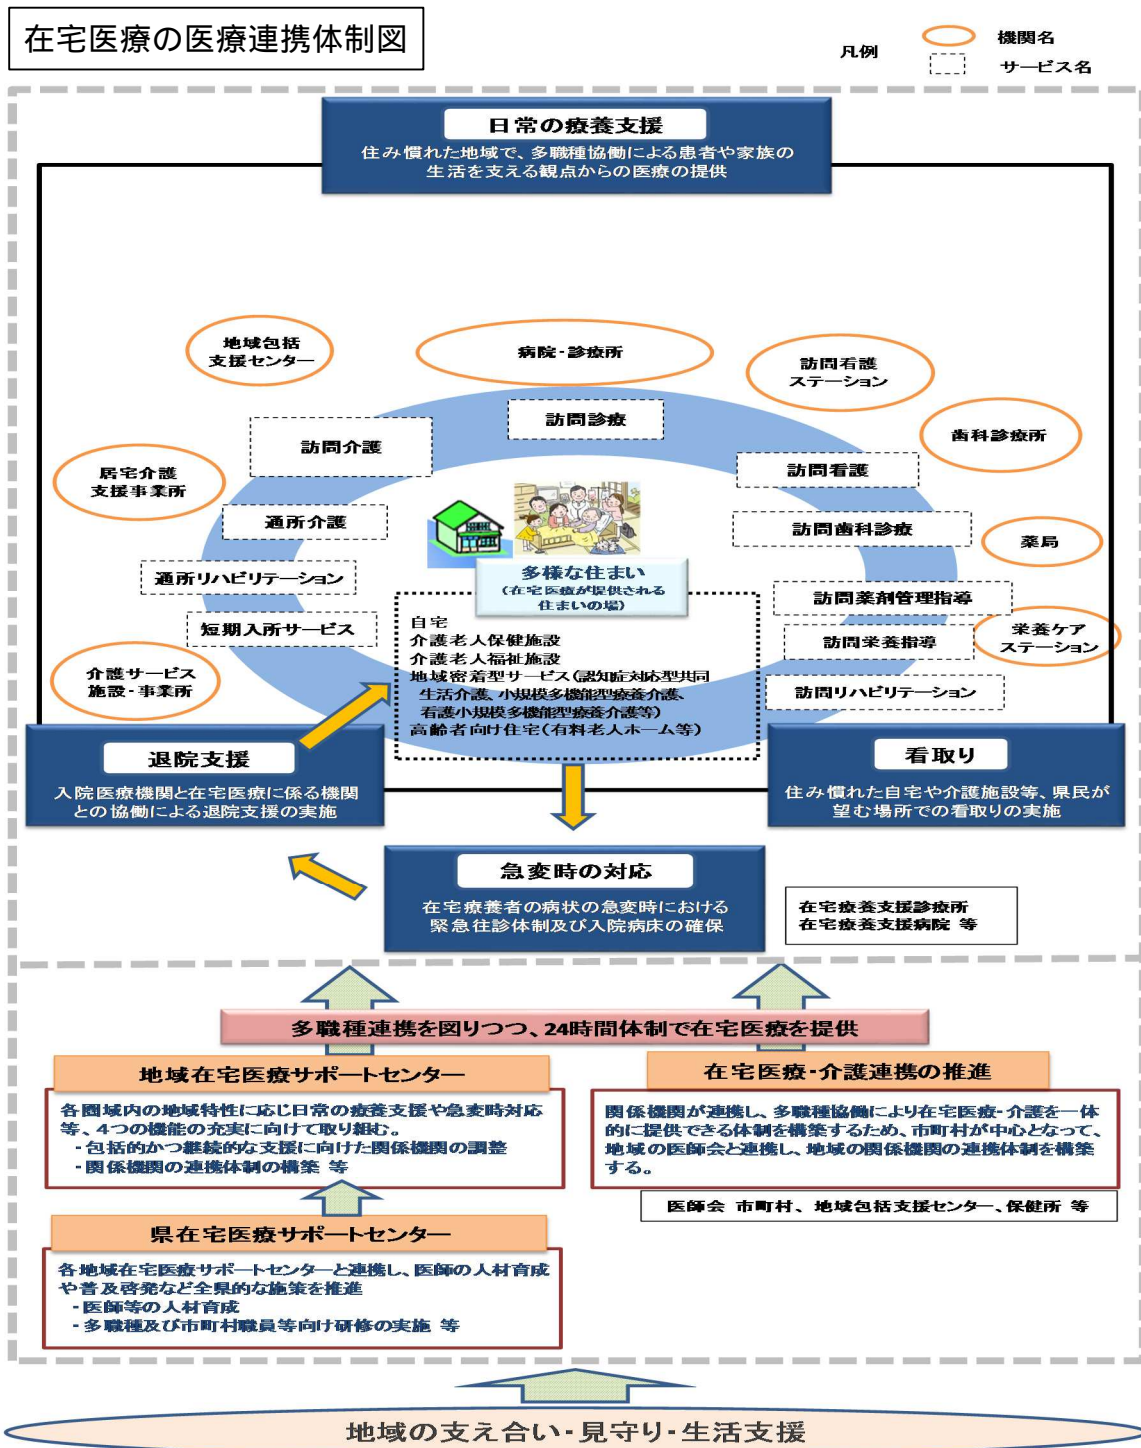 在宅医療の医療連携体制図
凡例
機関名
サービス名
日常の療養支援
住み慣れた地域で、多職種協働による患者や家族の
生活を支える観点からの医療の提供
地域包括
支援センター
病院・診療所
訪問看護
ステーション
歯科診療所
居宅介護
支援事業所
薬局
栄養ケア
ステーション
介護サービス
施設・事業所
訪問介護
訪問診療
訪問看護
通所介護
訪問歯科診療
通所リハビリテーション
訪問薬剤管理指導
短期入所サービス
訪問栄養指導
訪問リハビリテーション
多様な住まい
(在宅医療が提供される
住まいの場)
自宅
介護老人保健施設
介護老人福祉施設
地域密着型サービス(認知症対応型共同
生活介護、小規模多機能型療養介護、
看護小規模多機能型療養介護等)
高齢者向け住宅(有料老人ホーム等)
退院支援
入院医療機関と在宅医療に係る機関
との協働による退院支援の実施
看取り
住み慣れた自宅や介護施設等、県民が
望む場所での看取りの実施
急変時の対応
在宅療養者の病状の急変時における
緊急往診体制及び入院病床の確保
在宅療養支援診療所
在宅療養支援病院 等
多職種連携を図りつつ、24時間体制で在宅医療を提供
地域在宅医療サポートセンター
各圏域内の地域特性に応じ日常の療養支援や急変時対応
等、4つの機能の充実に向けて取り組む。
・包括的かつ継続的な支援に向けた関係機関の調整
・関係機関の連携体制の構築 等
在宅医療・介護連携の推進
関係機関が連携し、多職種協働により在宅医療・介護を一体
的に提供できる体制を構築するため、市町村が中心となって、
地域の医師会と連携し、地域の関係機関の連携体制を構築
する。
医師会 市町村、地域包括支援センター、保健所 等
県在宅医療サポートセンター
各地域在宅医療サポートセンターと連携し、医師の人材育成
や普及啓発など全県的な施策を推進
・医師等の人材育成
・多職種及び市町村職員等向け研修の実施 等
地域の支え合い・見守り・生活支援